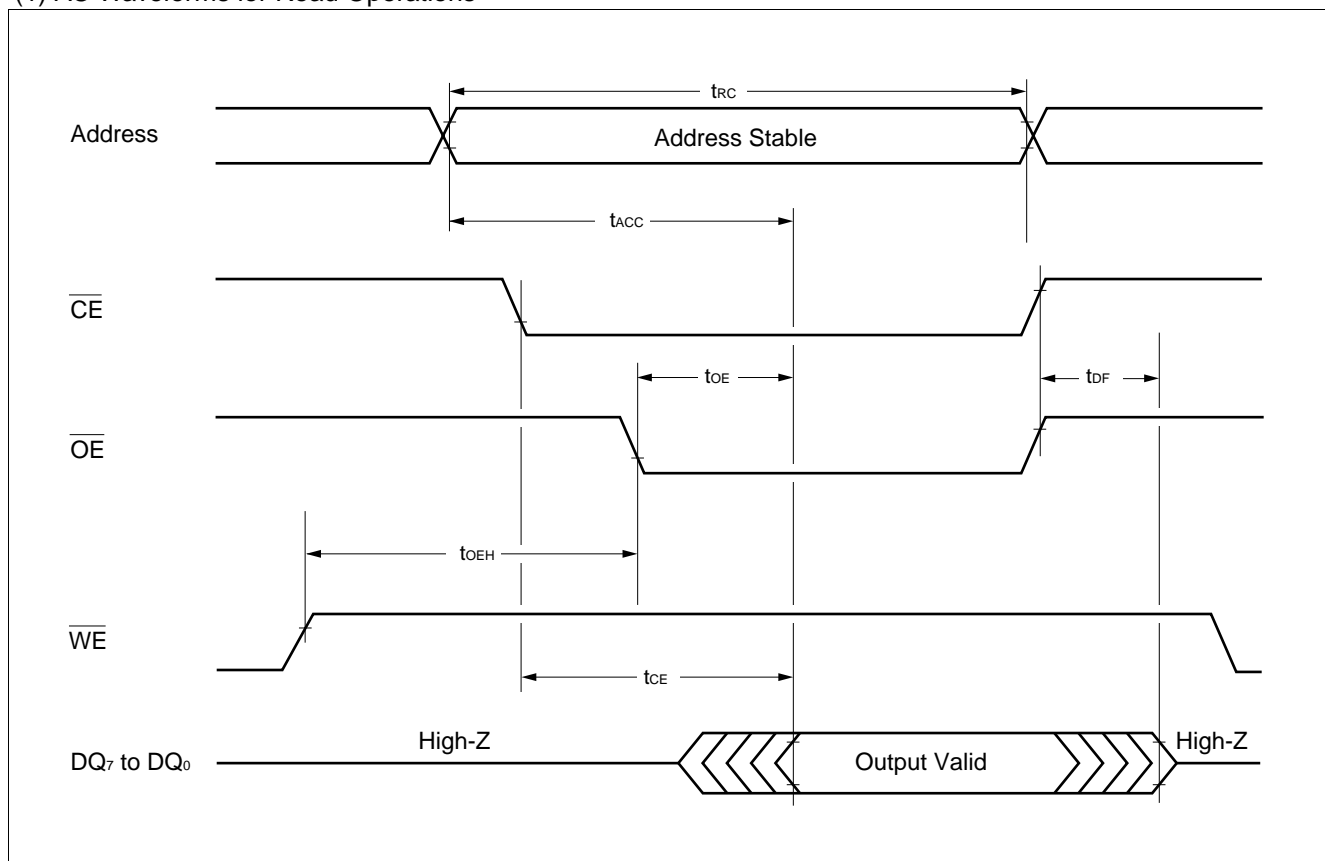 (1) AC Waveforms for Read Operations
tRC
Address
Address Stable
tACC
CE
tOE
tDF
OE
tOEH
WE
tCE
High-Z
High-Z
DQ7 to DQ0
Output Valid